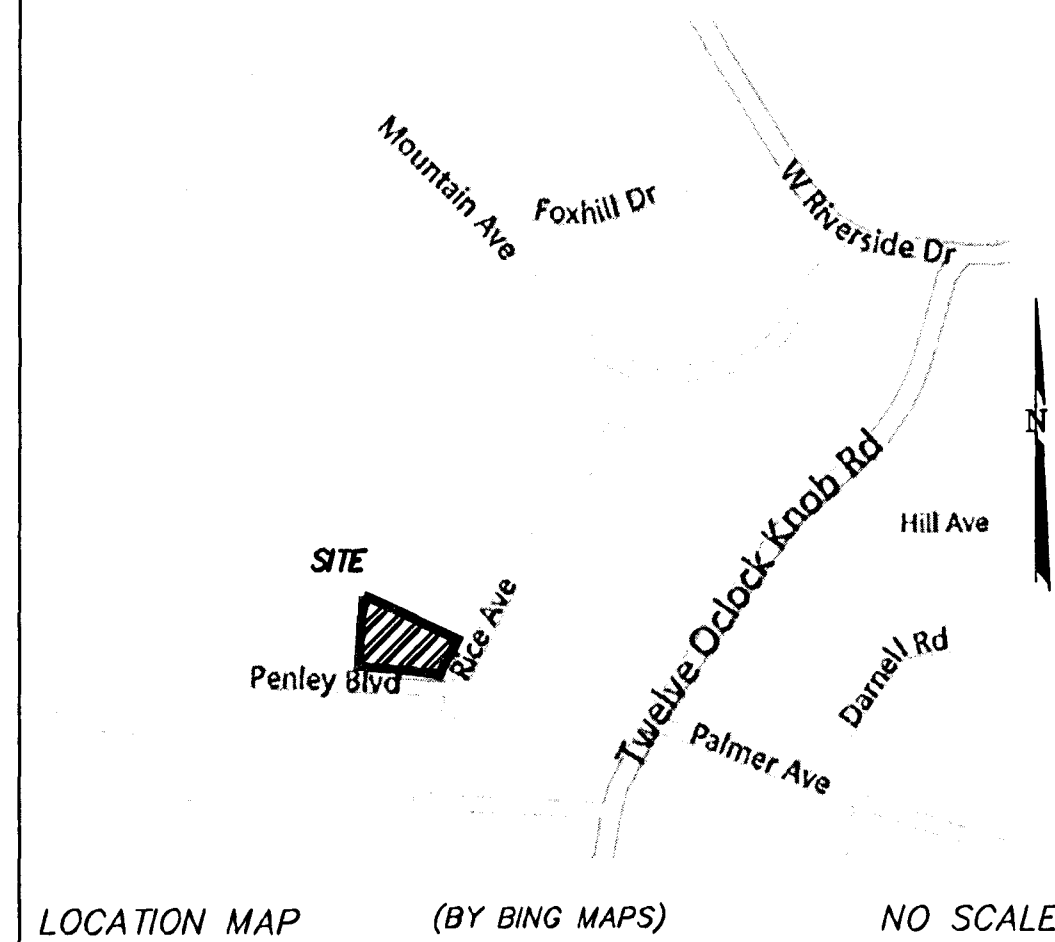 Mountain Ave
Foxhill Dr
W Riverside Dr
N
Twelve Oclock Knob Rd
Hill Ave
SITE
Rice Ave
Darnell Rd
Penley Blvd
Palmer Ave
LOCATION MAP (BY BING MAPS) NO SCALE